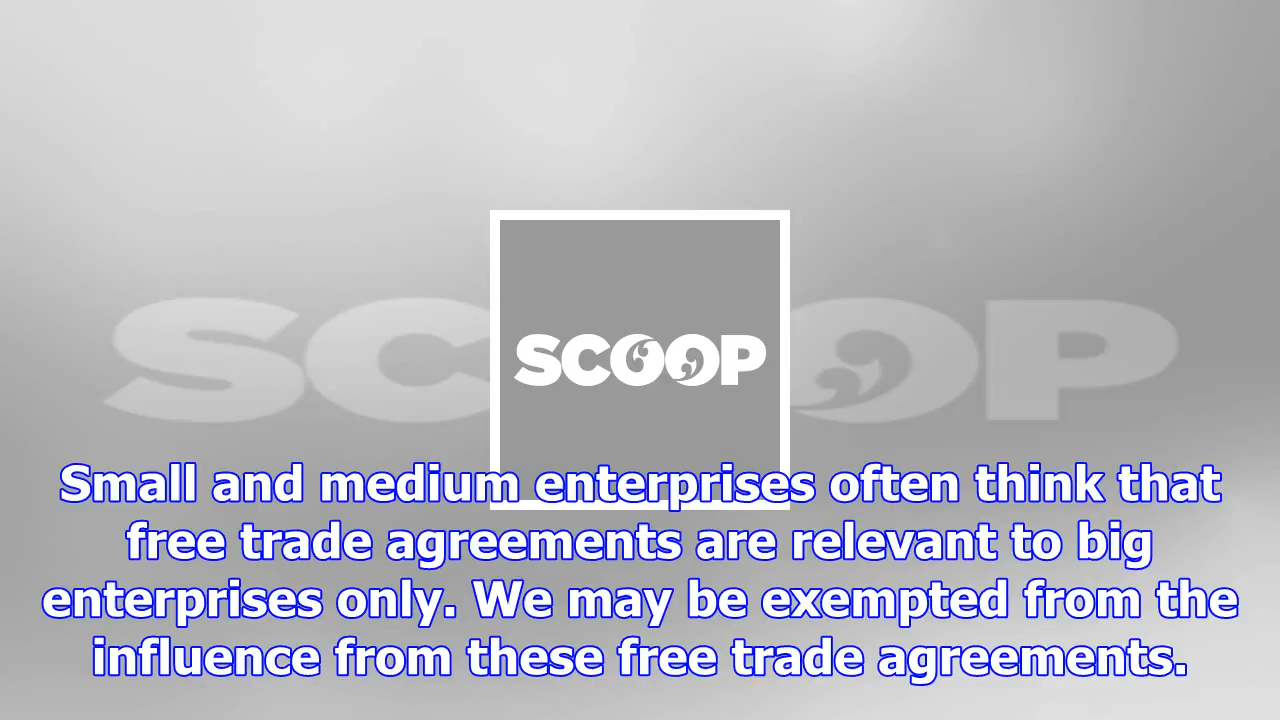 SCOOP
SCOOP
Small and medium enterprises often think that
free trade agreements are relevant to big
enterprises only. We may be exempted from the
influence from these free trade agreements.